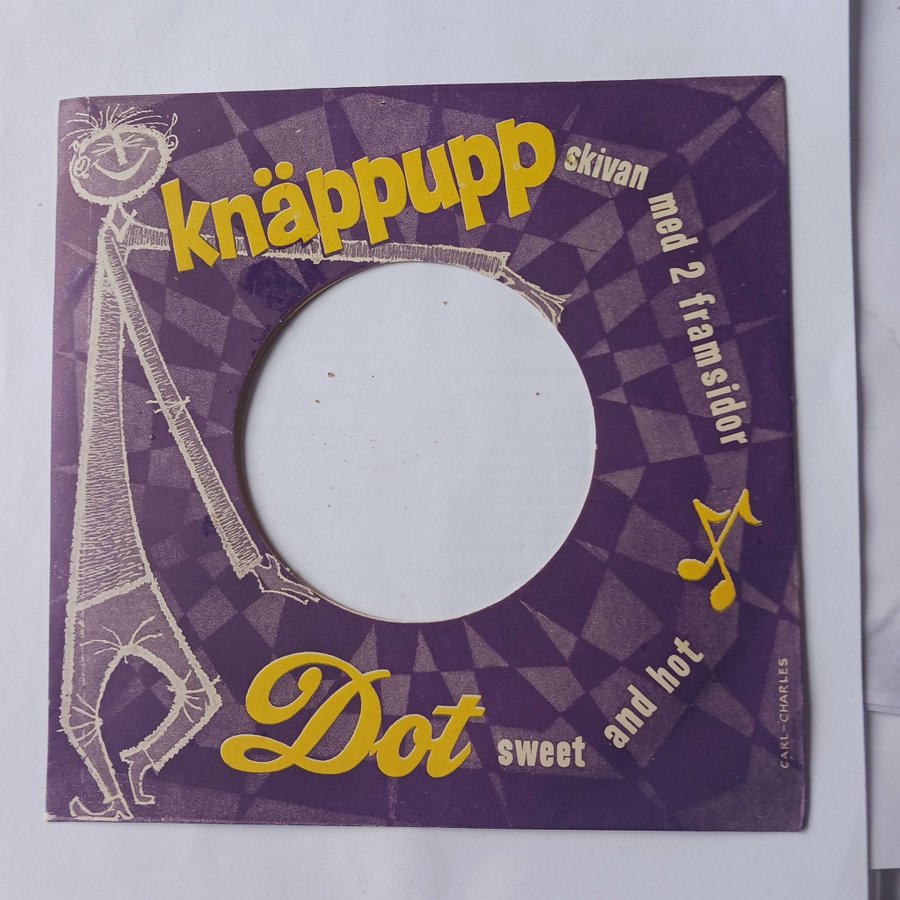 knäppupp
skivan med 2 framsidor
Dot
sweet and hot
CARL-CHARLES